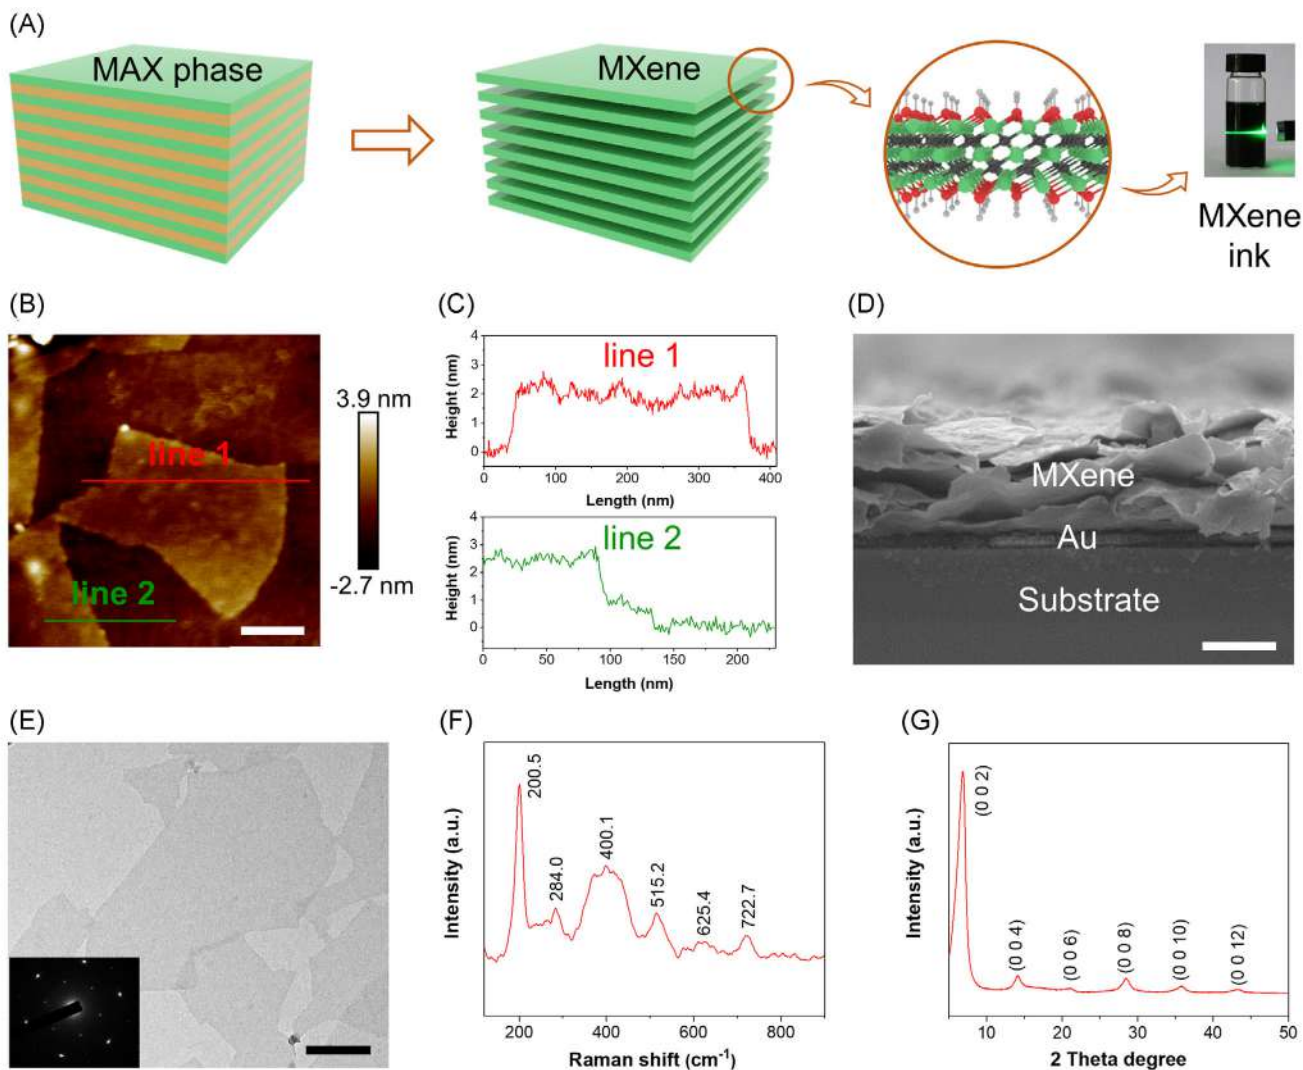 (A)
MAX phase
MXene
MXene
ink
(B)
line 1
line 2
3.9 nm
-2.7 nm
(C)
line 1
Height (nm)
4
3
2
1
0
0 100 200 300 400
Length (nm)
line 2
Height (nm)
4
3
2
1
0
0 50 100 150 200
Length (nm)
(D)
MXene
Au
Substrate
(E)
(F)
Intensity (a.u.)
200.5
284.0
400.1
515.2
625.4
722.7
200 400 600 800
Raman shift (cm⁻¹)
(G)
Intensity (a.u.)
(0 0 2)
(0 0 4)
(0 0 6)
(0 0 8)
(0 0 10)
(0 0 12)
10 20 30 40 50
2 Theta degree